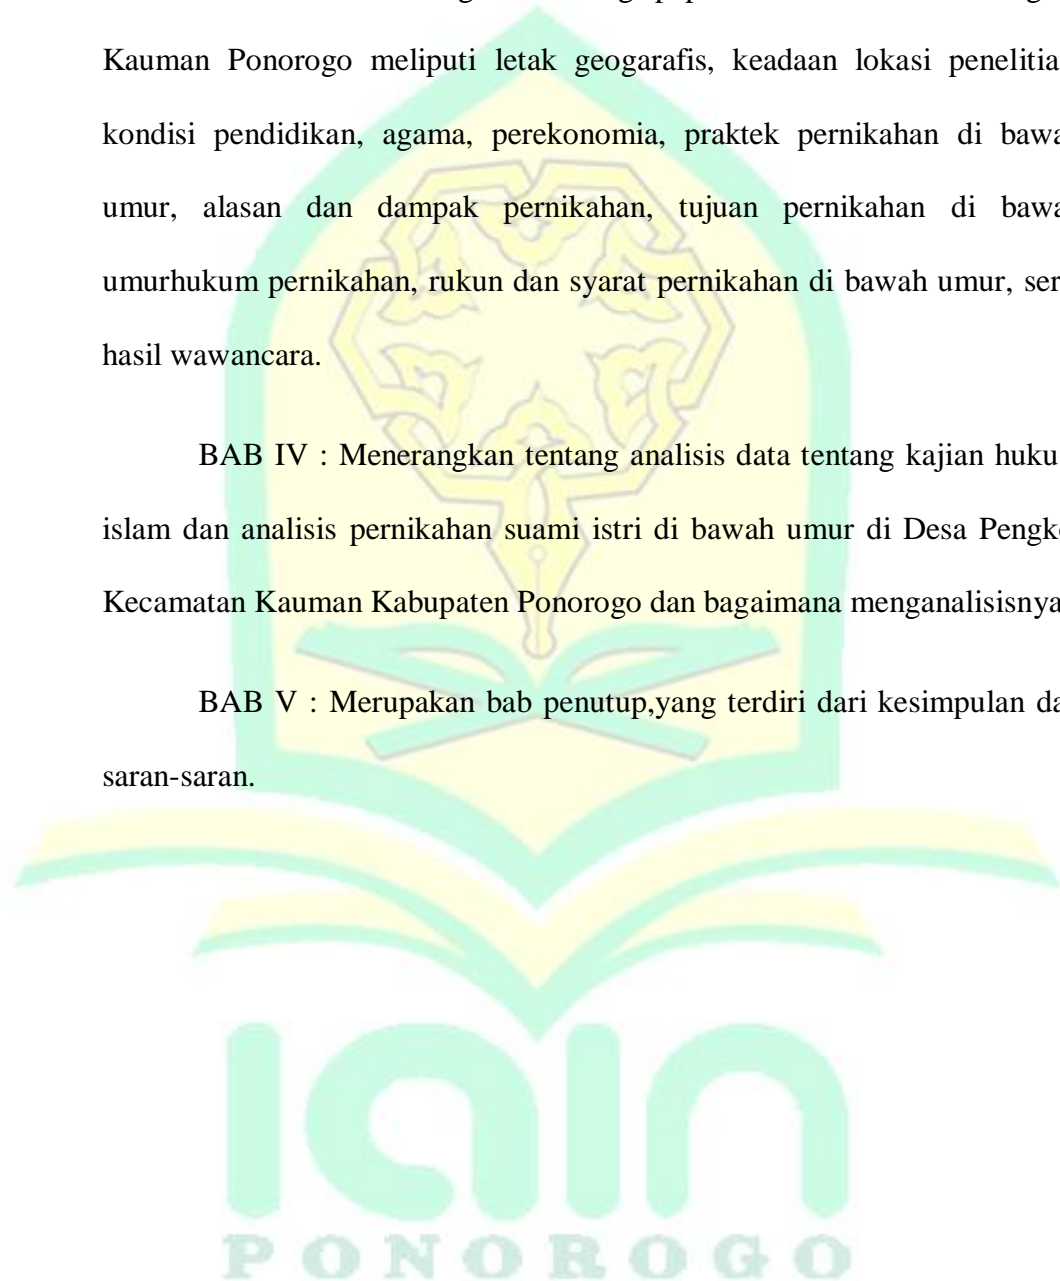 Kauman Ponorogo meliputi letak geogarafis, keadaan lokasi penelitia
kondisi pendidikan, agama, perekonomia, praktek pernikahan di bawa
umur, alasan dan dampak pernikahan, tujuan pernikahan di bawa
umurhukum pernikahan, rukun dan syarat pernikahan di bawah umur, ser
hasil wawancara.
BAB IV : Menerangkan tentang analisis data tentang kajian huku
islam dan analisis pernikahan suami istri di bawah umur di Desa Pengko
Kecamatan Kauman Kabupaten Ponorogo dan bagaimana menganalisisnya
BAB V : Merupakan bab penutup,yang terdiri dari kesimpulan da
saran-saran.
iain
PONOROGO